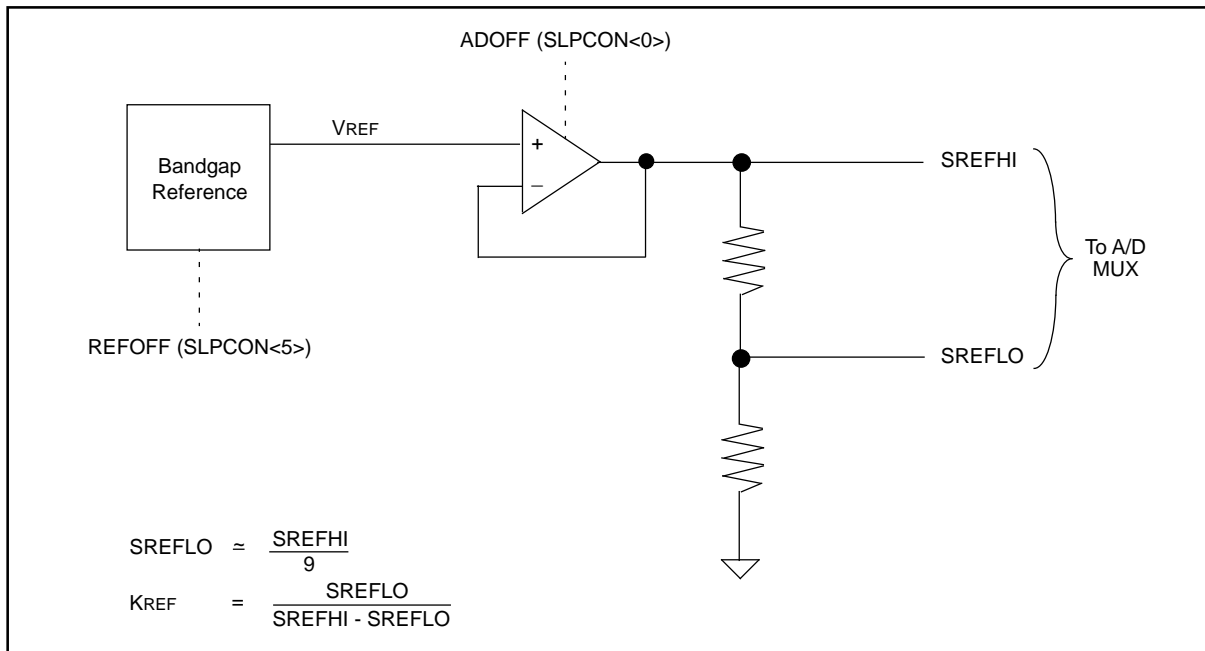 ADOFF (SLPCON<0>)
VREF
Bandgap
Reference
+
−
SREFHI
To A/D
MUX
REFOFF (SLPCON<5>)
SREFLO
SREFLO ≃ SREFHI
9
KREF = SREFLO
SREFHI - SREFLO